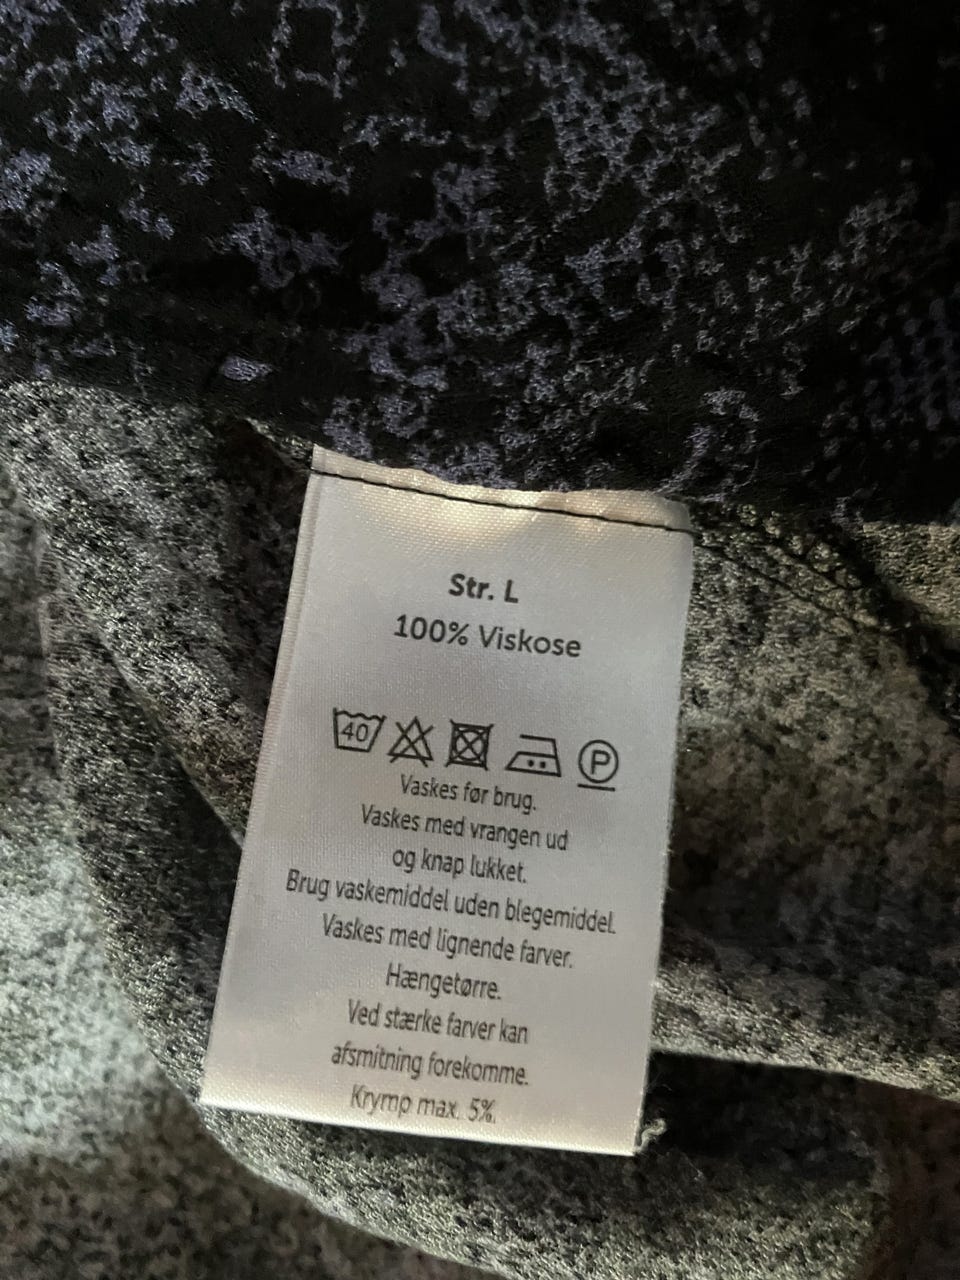 Str. L
100% Viskose
40 P
Vaskes før brug.
Vaskes med vrangen ud
og knap lukket.
Brug vaskemiddel uden blegemiddel.
Vaskes med lignende farver.
Hængetørre.
Ved stærke farver kan
afsmitning forekomme.
Krymp max. 5%.